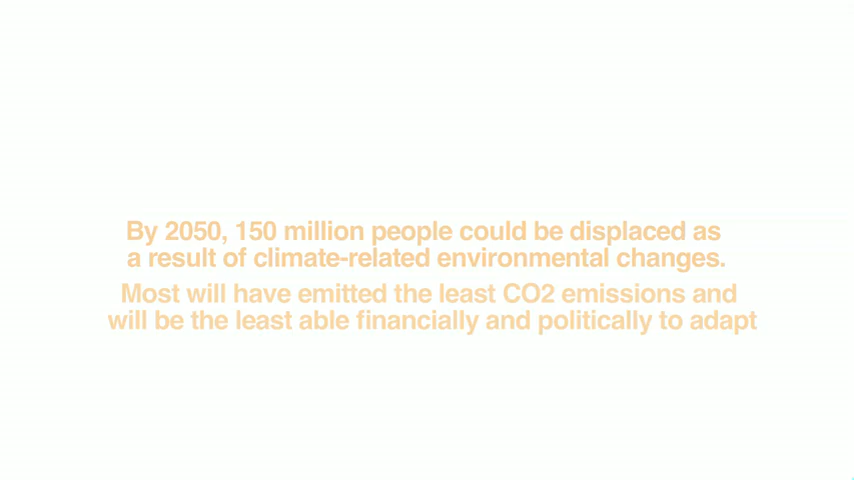 By 2050, 150 million people could be displaced as
a result of climate-related environmental changes.
Most will have emitted the least CO2 emissions and
will be the least able financially and politically to adapt